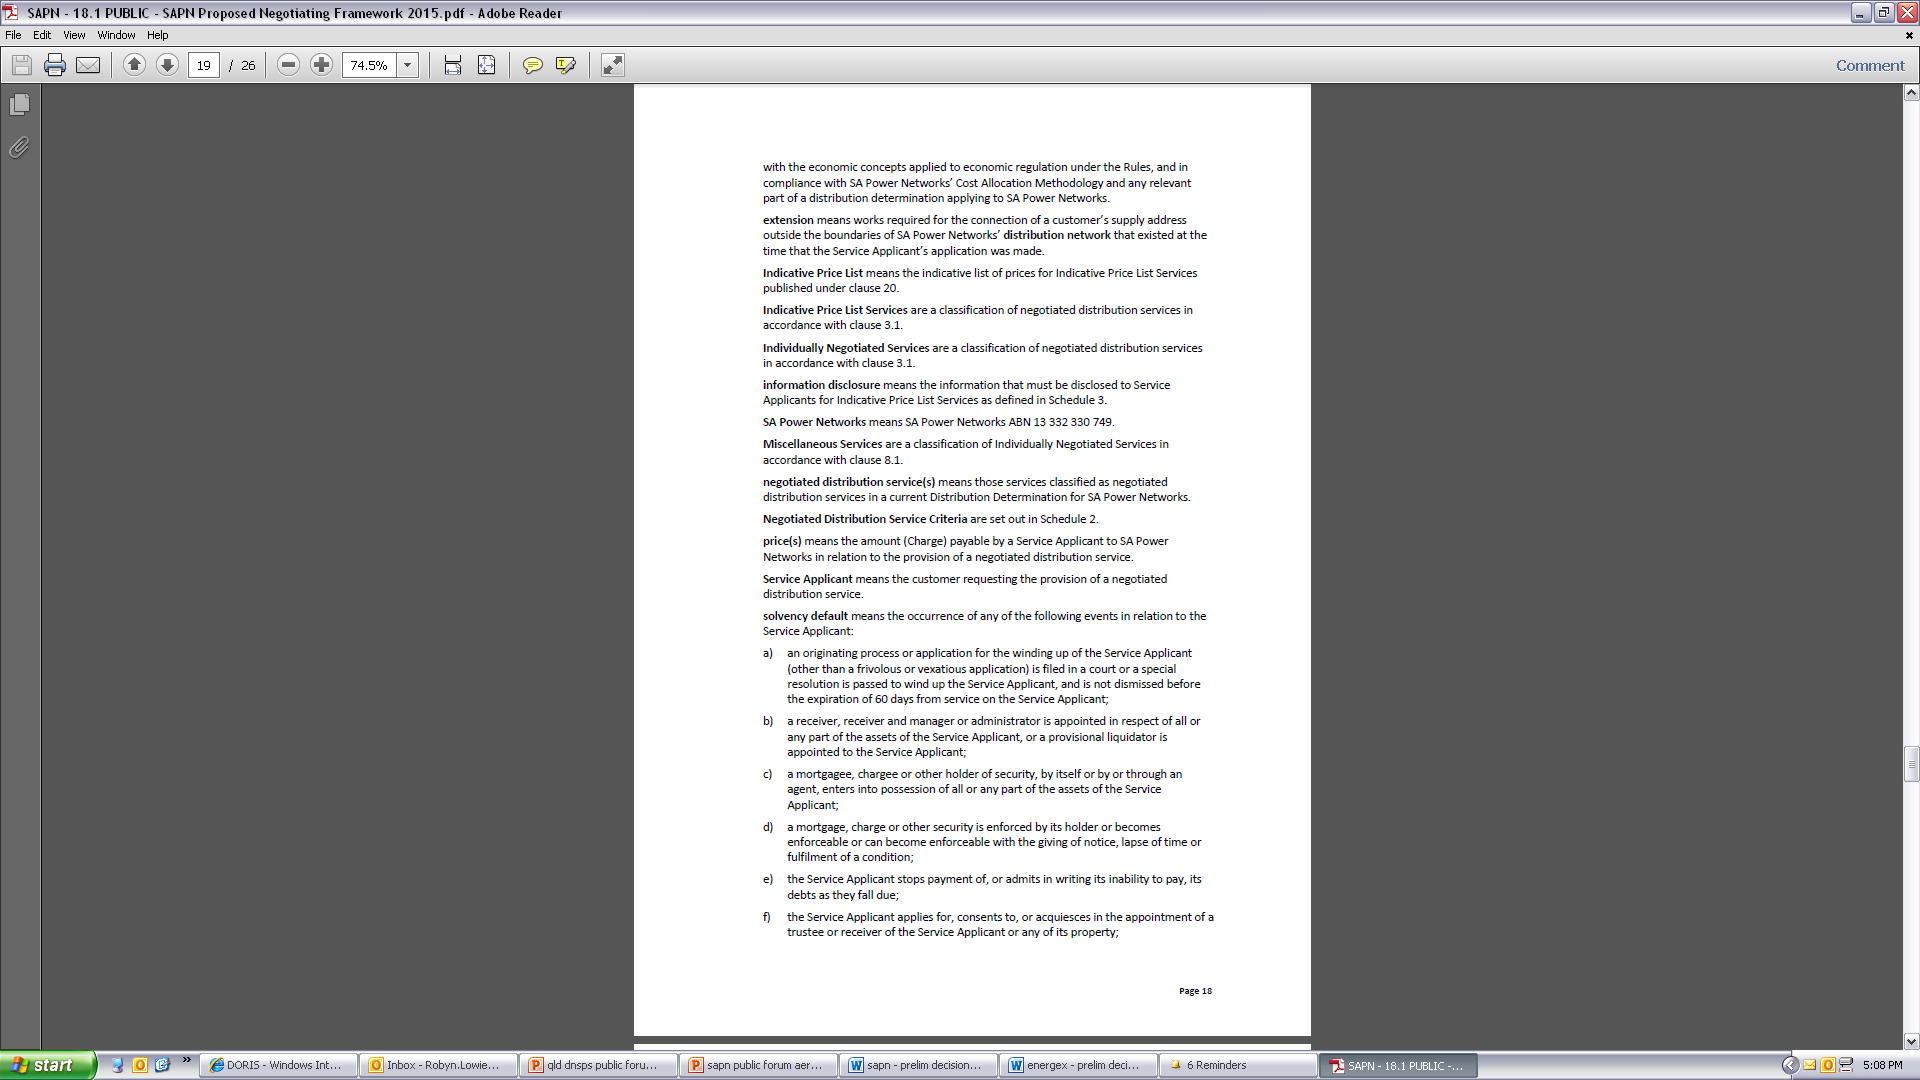 SAPN - 18.1 PUBLIC - SAPN Proposed Negotiating Framework 2015.pdf - Adobe Reader
File Edit View Window Help
19 / 26 74.5% Comment
with the economic concepts applied to economic regulation under the Rules, and in
compliance with SA Power Networks’ Cost Allocation Methodology and any relevant
part of a distribution determination applying to SA Power Networks.
extension means works required for the connection of a customer’s supply address
outside the boundaries of SA Power Networks’ distribution network that existed at the
time that the Service Applicant’s application was made.
Indicative Price List means the indicative list of prices for Indicative Price List Services
published under clause 20.
Indicative Price List Services are a classification of negotiated distribution services in
accordance with clause 3.1.
Individually Negotiated Services are a classification of negotiated distribution services
in accordance with clause 3.1.
information disclosure means the information that must be disclosed to Service
Applicants for Indicative Price List Services as defined in Schedule 3.
SA Power Networks means SA Power Networks ABN 13 332 330 749.
Miscellaneous Services are a classification of Individually Negotiated Services in
accordance with clause 8.1.
negotiated distribution service(s) means those services classified as negotiated
distribution services in a current Distribution Determination for SA Power Networks.
Negotiated Distribution Service Criteria are set out in Schedule 2.
price(s) means the amount (Charge) payable by a Service Applicant to SA Power
Networks in relation to the provision of a negotiated distribution service.
Service Applicant means the customer requesting the provision of a negotiated
distribution service.
solvency default means the occurrence of any of the following events in relation to the
Service Applicant:
a) an originating process or application for the winding up of the Service Applicant
(other than a frivolous or vexatious application) is filed in a court or a special
resolution is passed to wind up the Service Applicant, and is not dismissed before
the expiration of 60 days from service on the Service Applicant;
b) a receiver, receiver and manager or administrator is appointed in respect of all or
any part of the assets of the Service Applicant, or a provisional liquidator is
appointed to the Service Applicant;
c) a mortgagee, chargee or other holder of security, by itself or by or through an
agent, enters into possession of all or any part of the assets of the Service
Applicant;
d) a mortgage, charge or other security is enforced by its holder or becomes
enforceable or can become enforceable with the giving of notice, lapse of time or
fulfilment of a condition;
e) the Service Applicant stops payment of, or admits in writing its inability to pay, its
debts as they fall due;
f) the Service Applicant applies for, consents to, or acquiesces in the appointment of a
trustee or receiver of the Service Applicant or any of its property;
Page 18
start DORIS - Windows Int... Inbox - Robyn.Lowie... qld dnsps public foru... sapn public forum aer... sapn - prelim decision... energex - prelim deci... 6 Reminders SAPN - 18.1 PUBLIC -... 5:08 PM